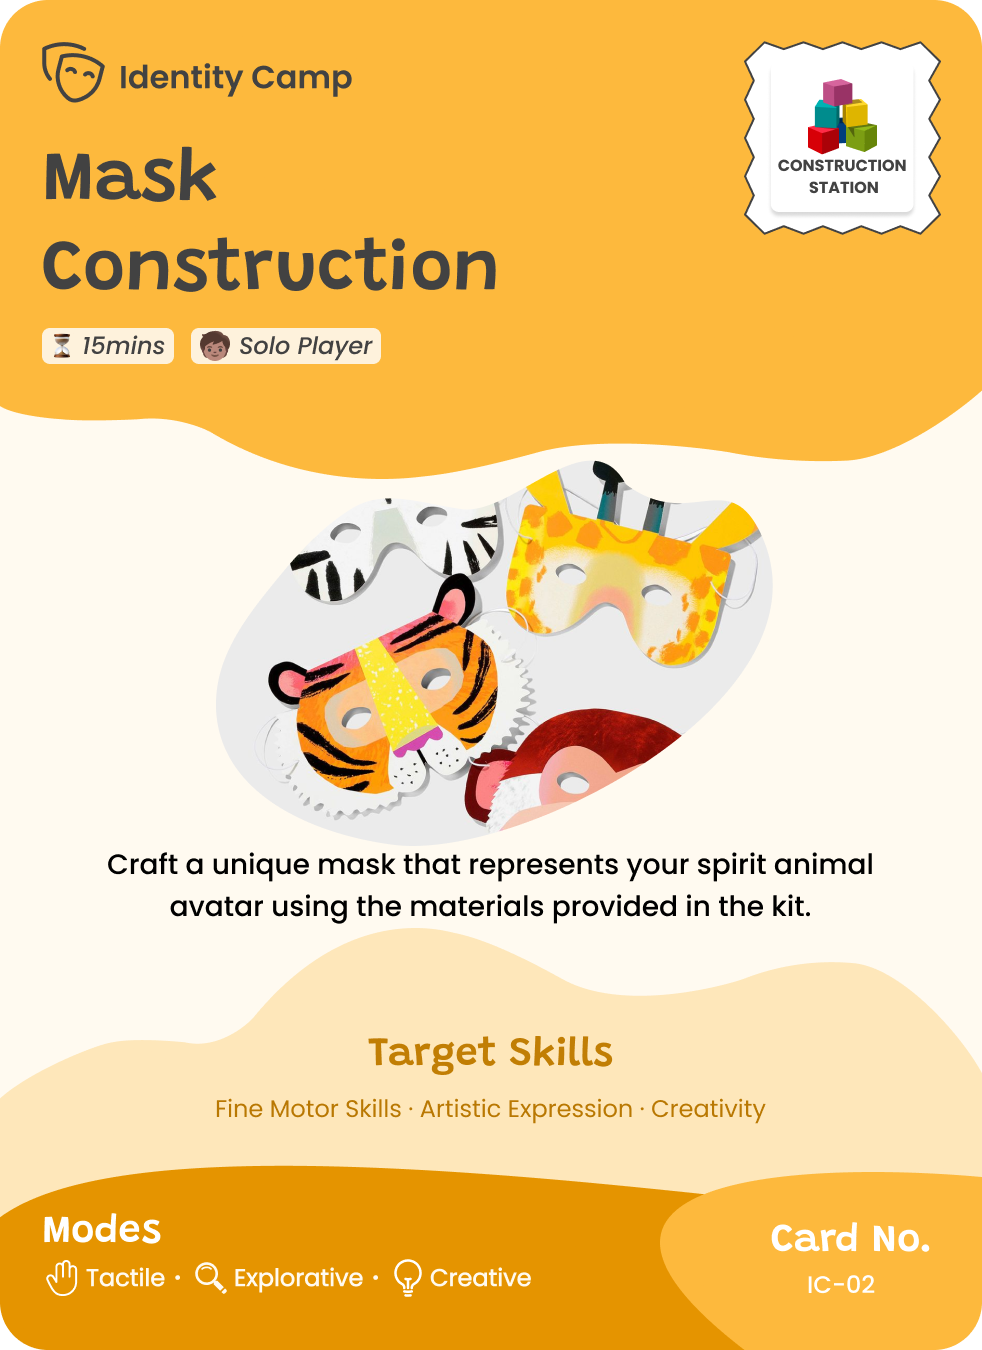 Identity Camp
CONSTRUCTION
STATION
Mask
Construction
15mins
Solo Player
Craft a unique mask that represents your spirit animal
avatar using the materials provided in the kit.
Target Skills
Fine Motor Skills · Artistic Expression · Creativity
Modes
Tactile · Explorative · Creative
Card No.
IC-02